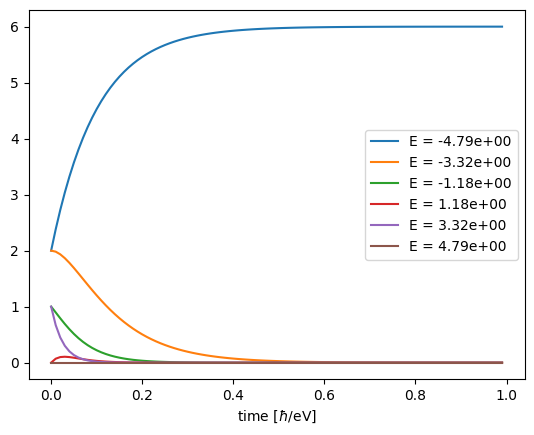 6
5
4
3
2
1
0
E = -4.79e+00
E = -3.32e+00
E = -1.18e+00
E = 1.18e+00
E = 3.32e+00
E = 4.79e+00
0.0 0.2 0.4 0.6 0.8 1.0
time [ℏ/eV]